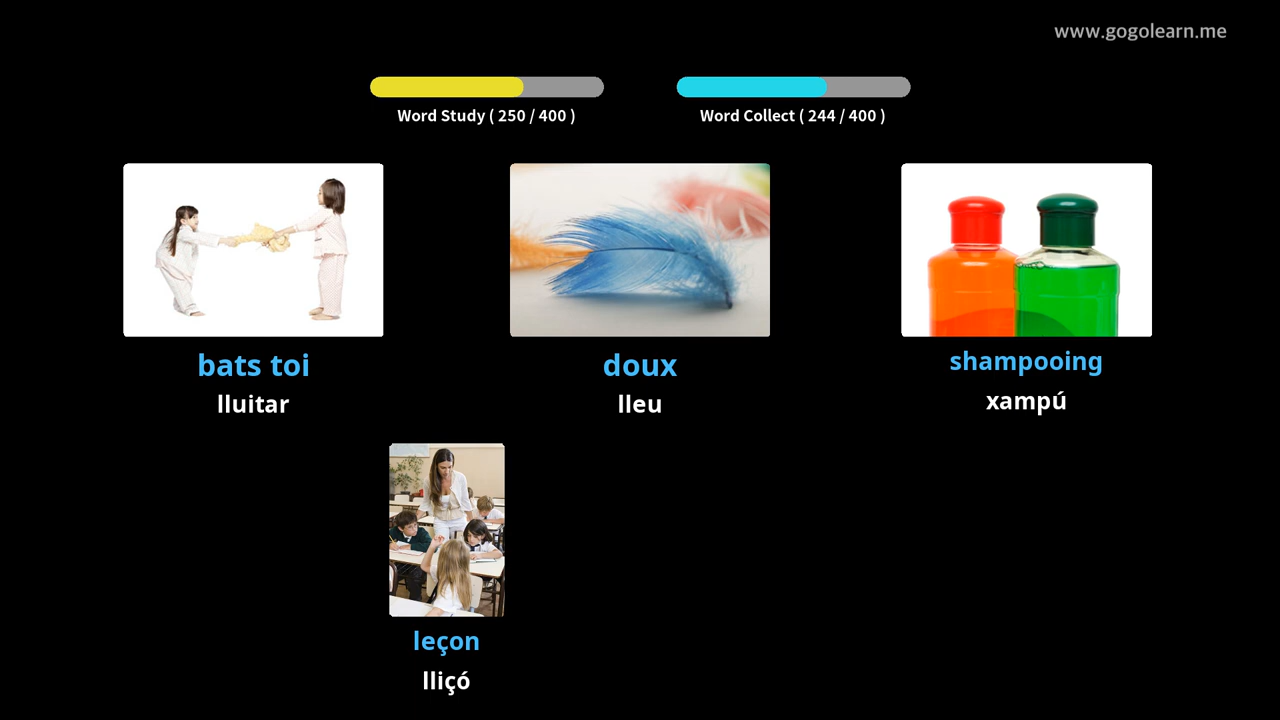 www.gogolearn.me
Word Study ( 250 / 400 )
Word Collect ( 244 / 400 )
bats toi
lluitar
doux
lleu
shampooing
xampú
leçon
lliçó